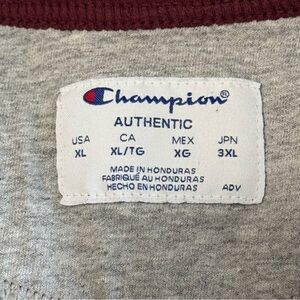 Champion®
AUTHENTIC
USA CA MEX JPN
XL XL/TG XG 3XL
MADE IN HONDURAS
FABRIQUÉ AU HONDURAS
HECHO EN HONDURAS ADV